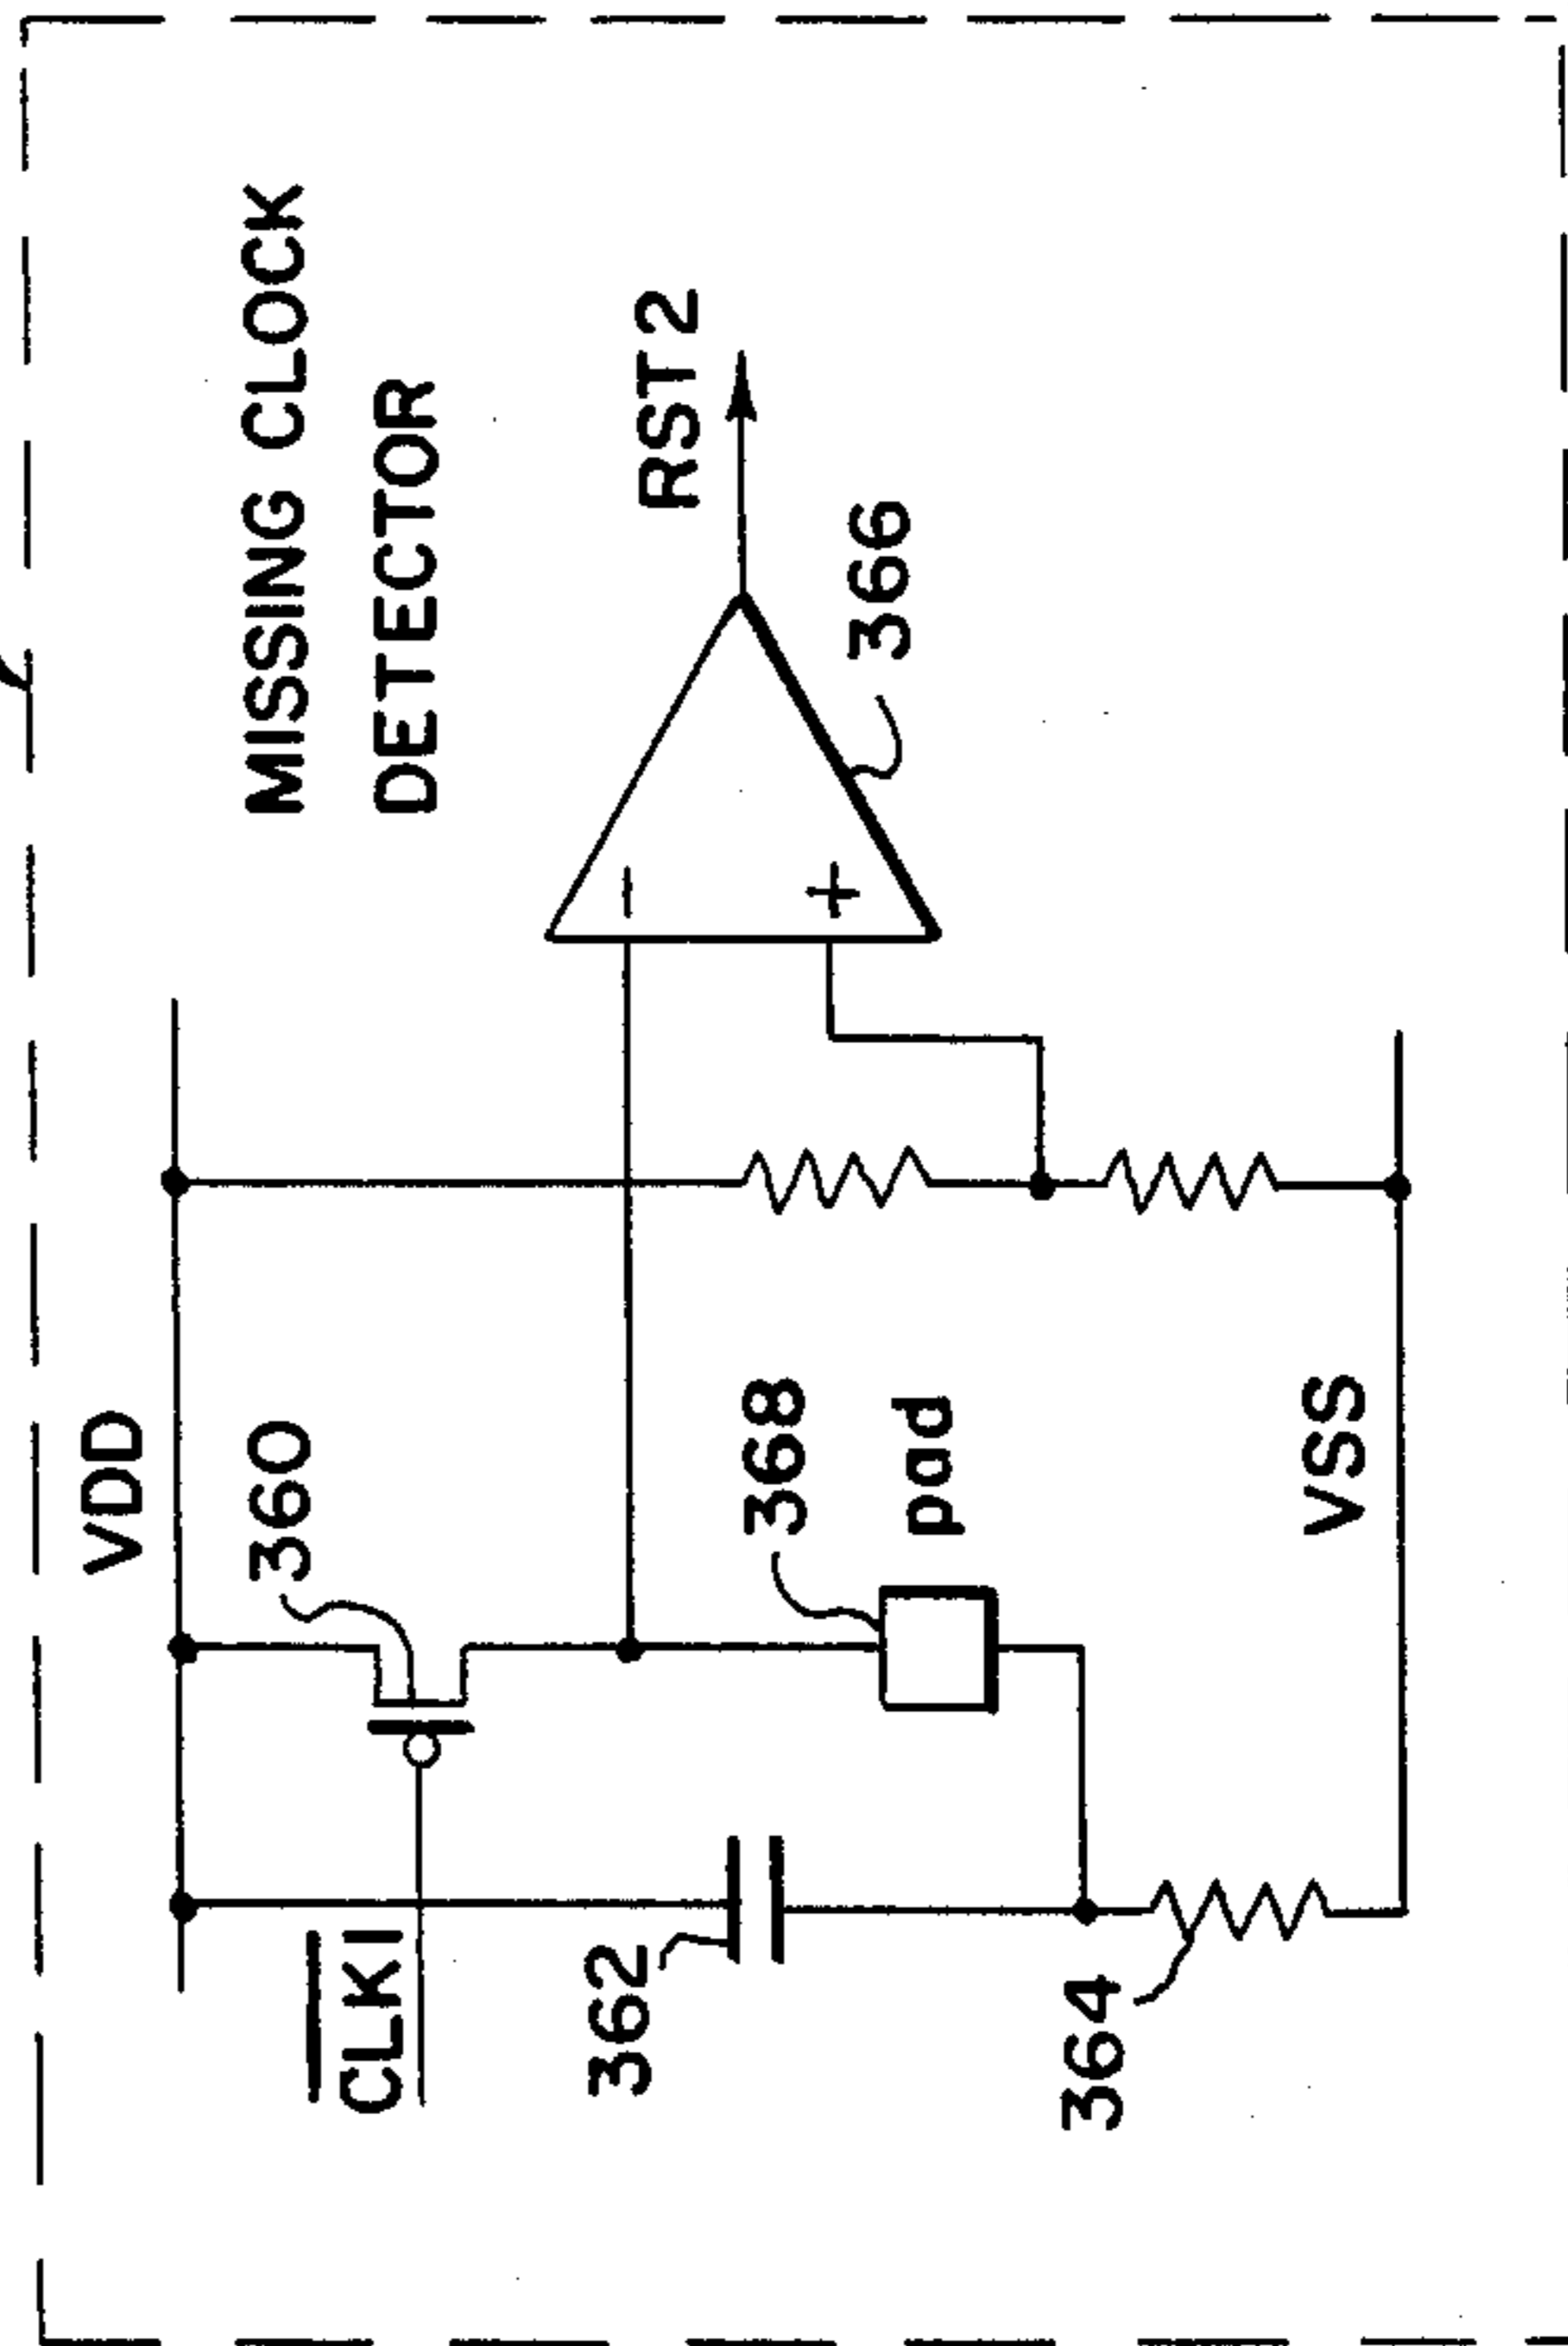 MISSING CLOCK
DETECTOR
VDD
CLKI
360
RST2
362
368
pad
366
-
+
364
VSS